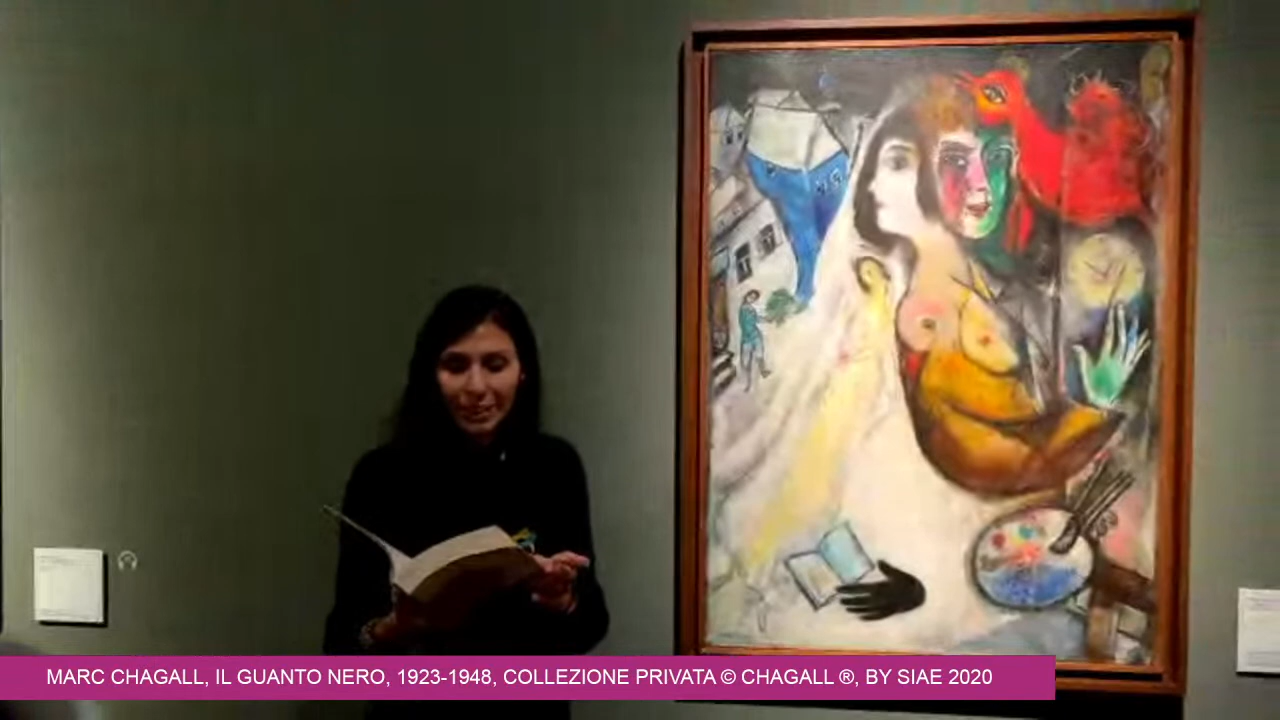 MARC CHAGALL, IL GUANTO NERO, 1923-1948, COLLEZIONE PRIVATA © CHAGALL ®, BY SIAE 2020